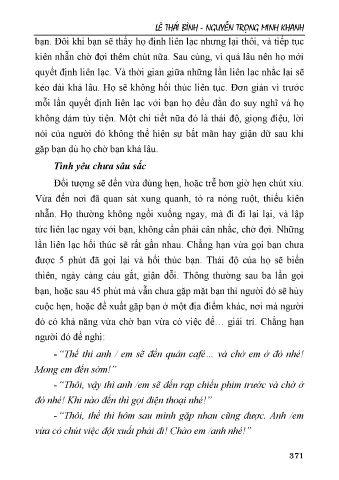 LÊ THÁI BÌNH - NGUYỄN TRỌNG MINH KHANH
bạn. Đôi khi bạn sẽ thấy họ định liên lạc nhưng lại thôi, và tiếp tục
kiên nhẫn chờ đợi thêm chút nữa. Sau cùng, vì quá lâu nên họ mới
quyết định liên lạc. Và thời gian giữa những lần liên lạc nhắc lại sẽ
kéo dài khá lâu. Họ sẽ không hối thúc liên tục. Đơn giản vì trước
mỗi lần quyết định liên lạc với bạn họ đều đắn đo suy nghĩ và họ
không dám tùy tiện. Một chi tiết nữa đó là thái độ, giọng điệu, lời
nói của người đó không thể hiện sự bất mãn hay giận dữ sau khi
gặp bạn dù họ chờ bạn khá lâu.
Tình yêu chưa sâu sắc
Đối tượng sẽ đến vừa đúng hẹn, hoặc trễ hơn giờ hẹn chút xíu.
Vừa đến nơi đã quan sát xung quanh, tỏ ra nóng ruột, thiếu kiên
nhẫn. Họ thường không ngồi xuống ngay, mà đi đi lại lại, và lập
tức liên lạc ngay với bạn, không cần phải cân nhắc, chờ đợi. Những
lần liên lạc hối thúc sẽ rất gần nhau. Chẳng hạn vừa gọi bạn chưa
được 5 phút đã gọi lại và hối thúc bạn. Thái độ của họ sẽ biến
thiên, ngày càng cáu gắt, giận dỗi. Thông thường sau ba lần gọi
bạn, hoặc sau 45 phút mà vẫn chưa gặp mặt bạn thì người đó sẽ hủy
cuộc hẹn, hoặc đề xuất gặp bạn ở một địa điểm khác, nơi mà người
đó có khả năng vừa chờ bạn vừa có việc để… giải trí. Chẳng hạn
người đó đề nghị:
-“Thế thì anh / em sẽ đến quán café… và chờ em ở đó nhé!
Mong em đến sớm!”
-“Thôi, vậy thì anh /em sẽ đến rạp chiếu phim trước và chờ ở
đó nhé! Khi nào đến thì gọi điện thoại nhé!”
-“Thôi, thế thì hôm sau mình gặp nhau cũng được. Anh /em
vừa có chút việc đột xuất phải đi! Chào em /anh nhé!”
371